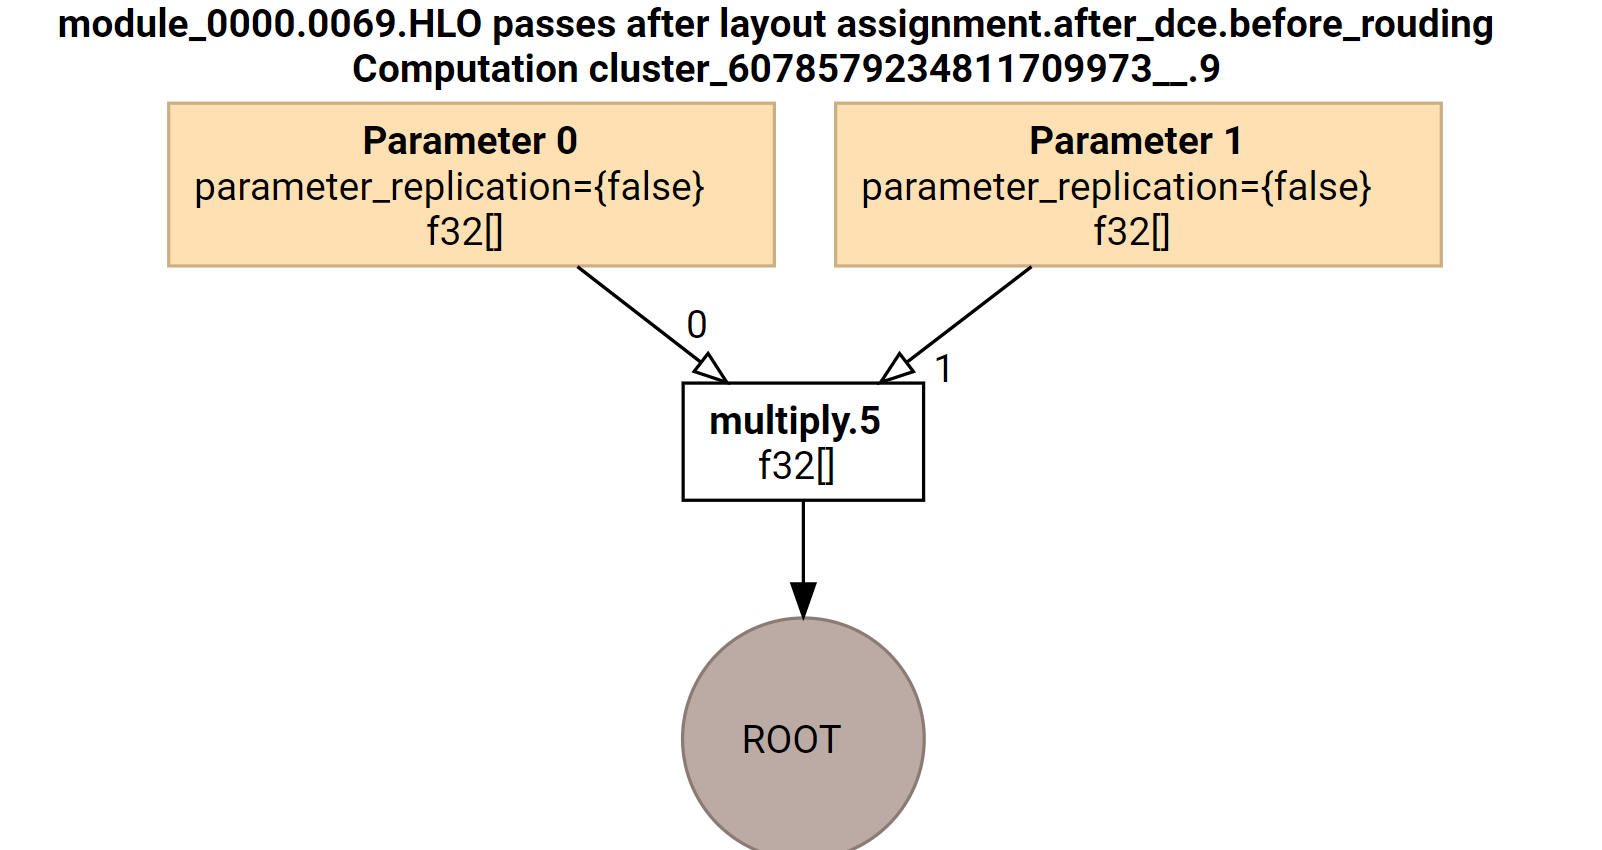 module_0000.0069.HLO passes after layout assignment.after_dce.before_rouding
Computation cluster_6078579234811709973__.9
Parameter 0
parameter_replication={false}
f32[]
Parameter 1
parameter_replication={false}
f32[]
0
1
multiply.5
f32[]
ROOT